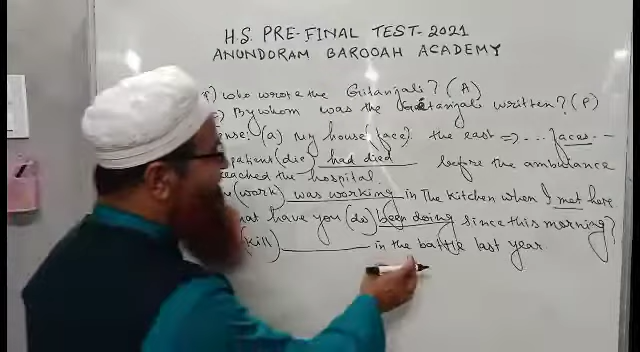 H.S. PRE-FINAL TEST-2021
ANUNDORAM BAROOAH ACADEMY
Who wrote the Gitanjali? (A)
By whom was the Gitanjali written? (P)
(a) My house (face) the east => ... faces --
patient (die) had died before the ambulance
reached the hospital
(work) was working in The Kitchen when I met here
have you (do) been doing since this morning?
(kill) ________ in the battle last year.